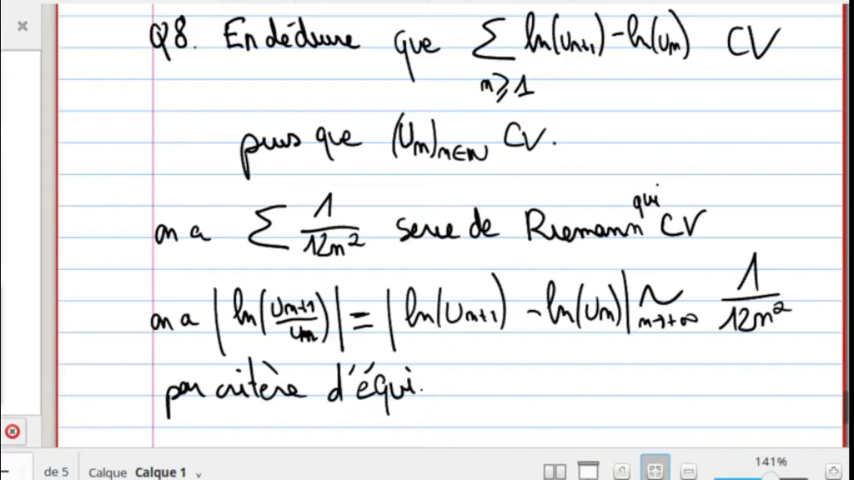 Q8. En déduire que ∑ ln(Un+1) - ln(Un) CV
n≥1
puis que (Un)n∈N CV.
on a ∑ 1/12n² serie de Riemann qui CV
on a |ln(Un+1/Un)| = |ln(Un+1) - ln(Un)| ~ n→+∞ 1/12n²
par critère d'équi.
de 5 Calque Calque 1 141%